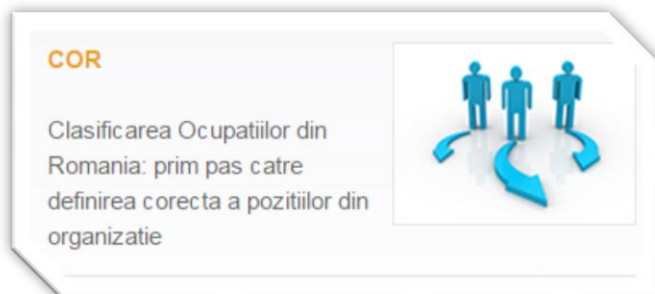 COR
Clasificarea Ocupatiilor din
Romania: prim pas catre
definirea corecta a pozitiilor din
organizatie